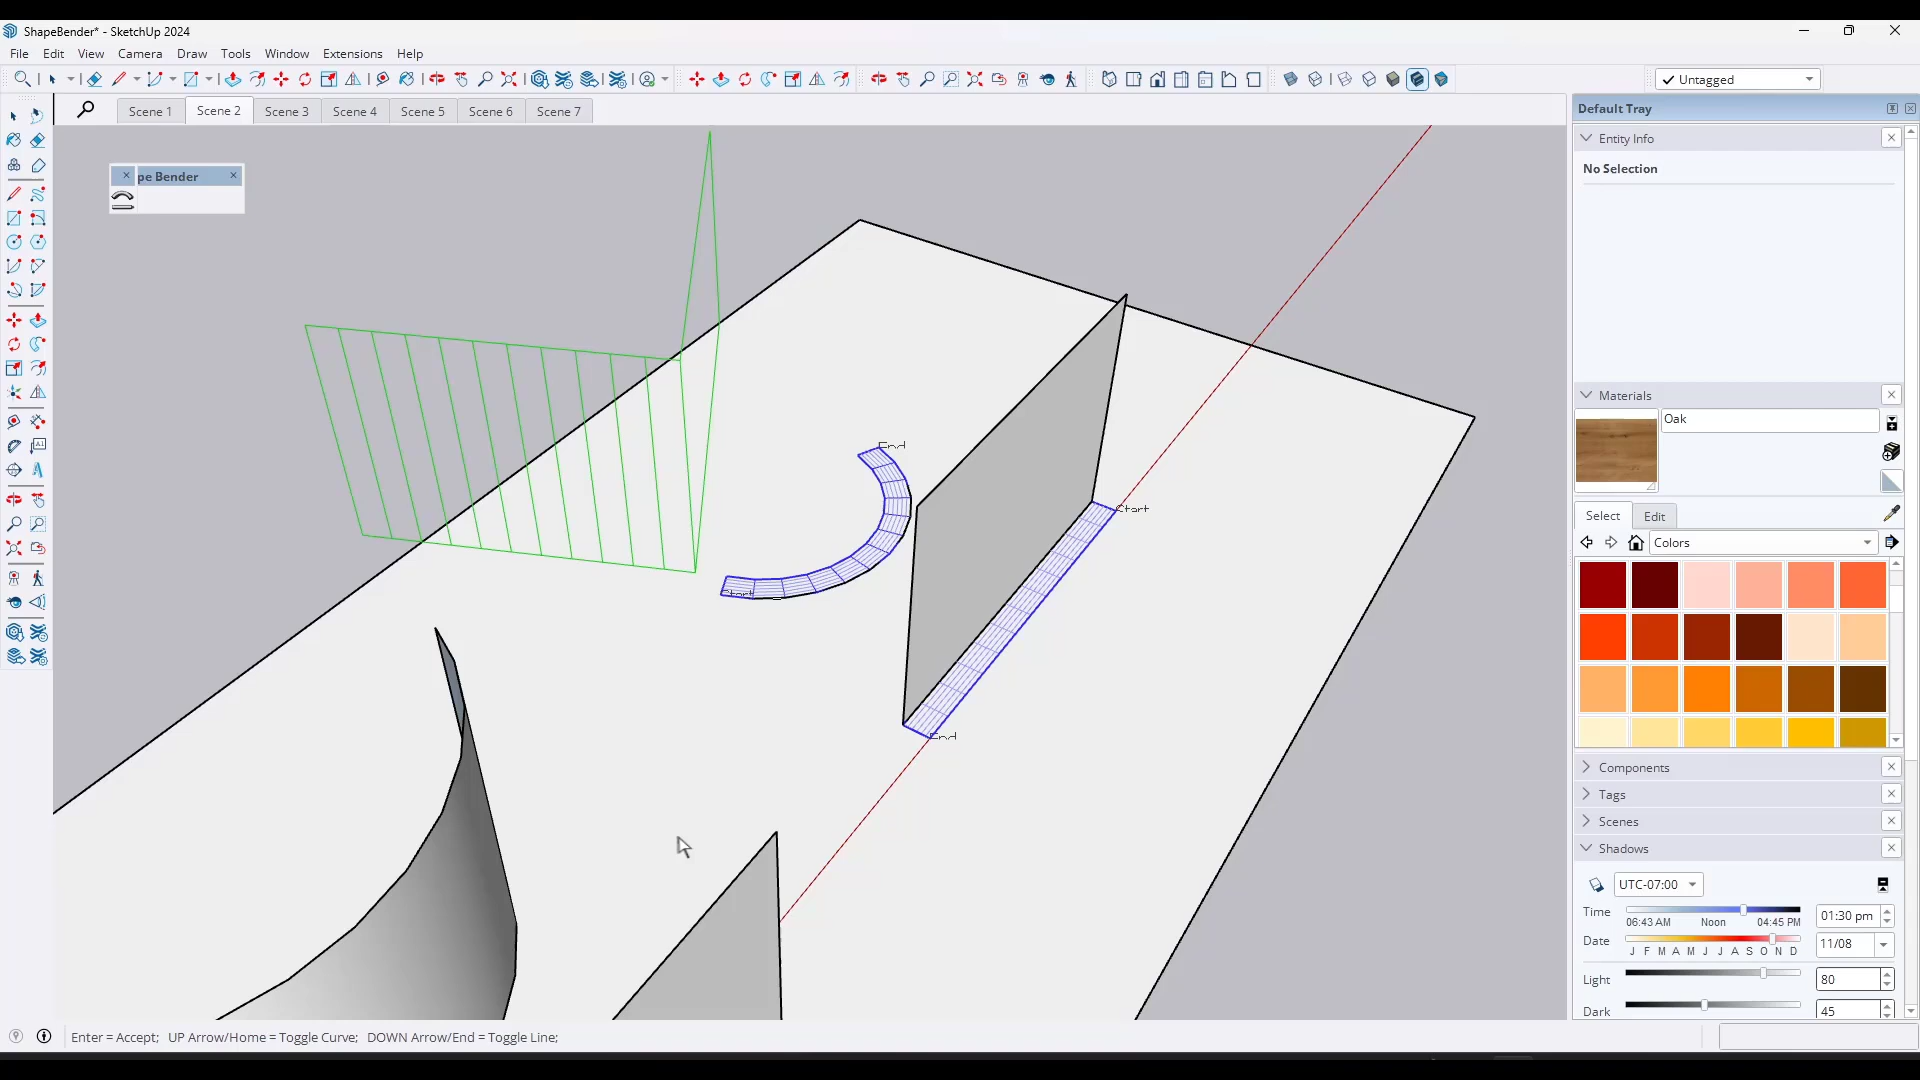 ShapeBender* - SketchUp 2024
File Edit View Camera Draw Tools Window Extensions Help
Untagged
Scene 1 Scene 2 Scene 3 Scene 4 Scene 5 Scene 6 Scene 7
Default Tray
Entity Info
No Selection
pe Bender
End
Start
Start
End
Materials
Oak
Select Edit
Colors
Components
Tags
Scenes
Shadows
UTC-07:00
Time 06:43 AM Noon 04:45 PM 01:30 pm
Date J F M A M J J A S O N D 11/08
Light 80
Dark 45
Enter = Accept; UP Arrow/Home = Toggle Curve; DOWN Arrow/End = Toggle Line;